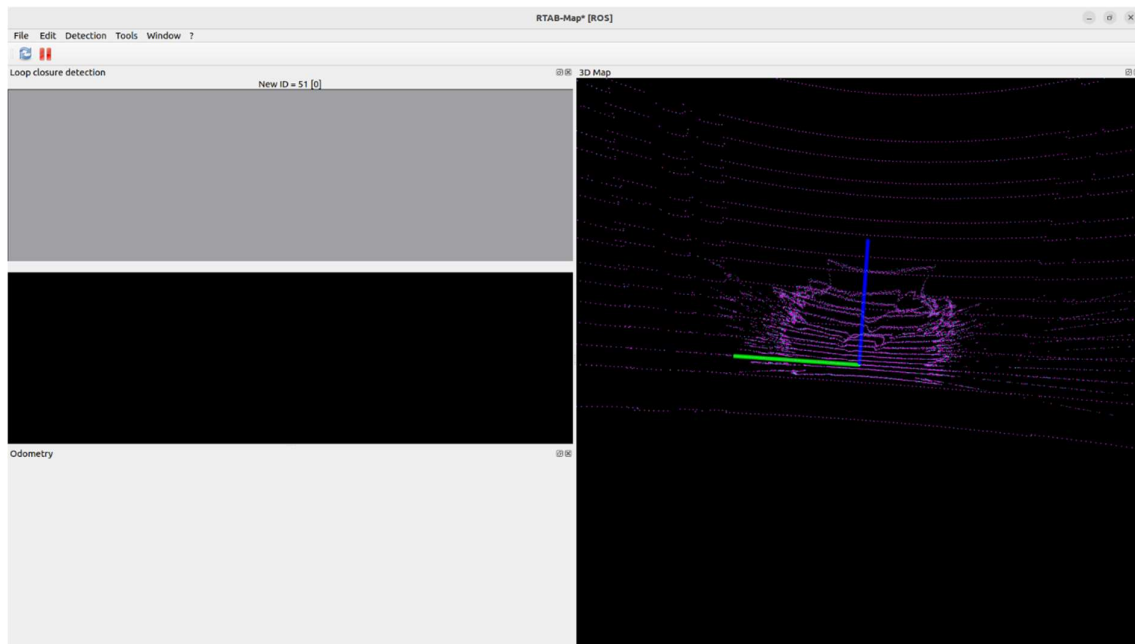 RTAB-Map* [ROS]
File Edit Detection Tools Window ?
Loop closure detection
New ID = 51 [0]
3D Map
Odometry